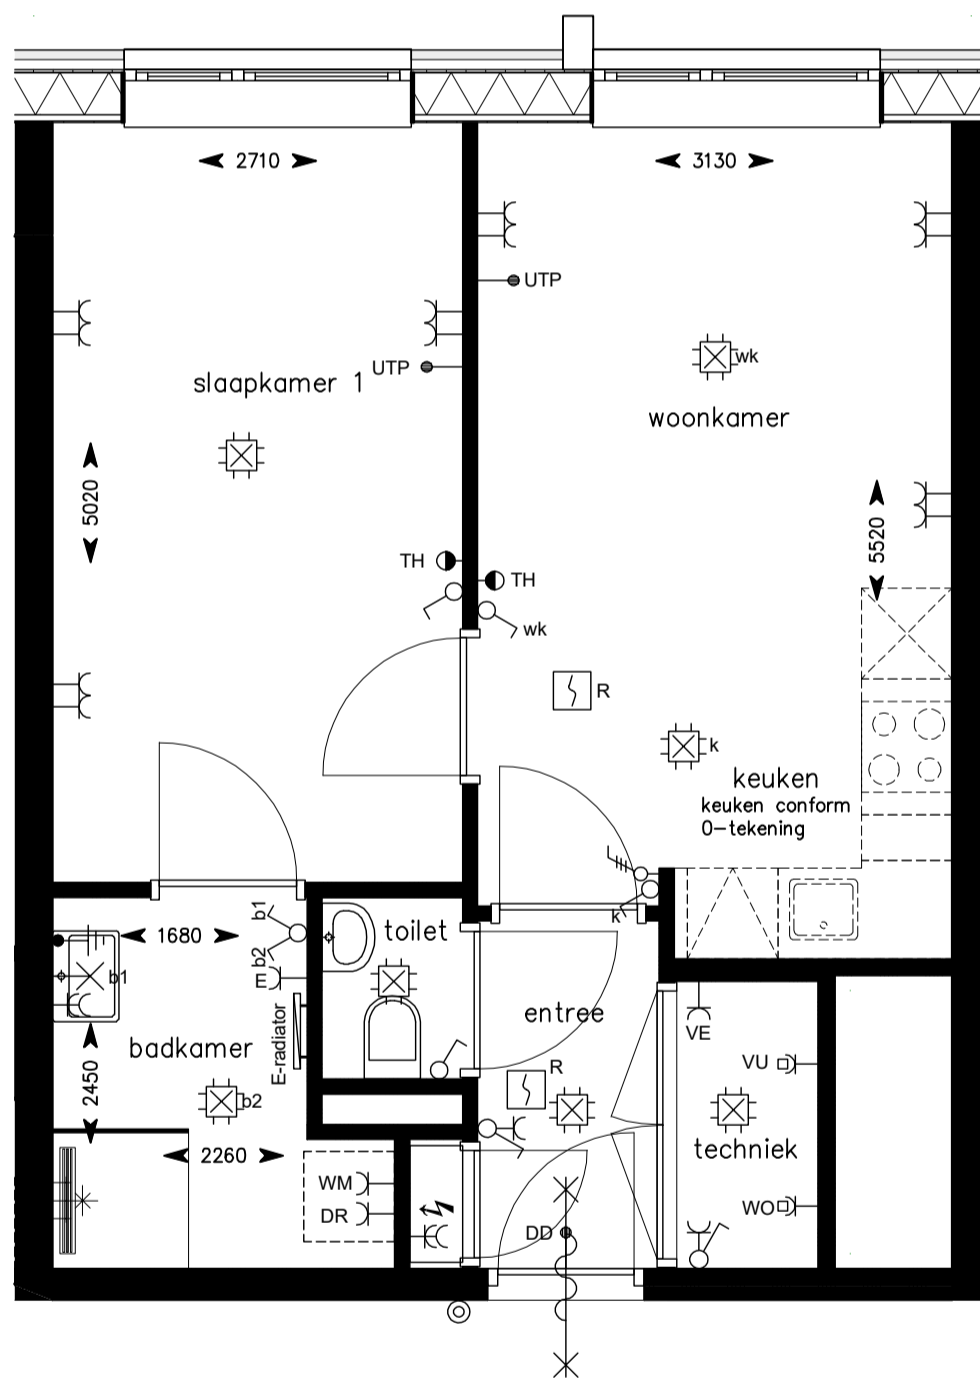 2710
3130
UTP
wk
UTP
slaapkamer 1
woonkamer
5020
5520
TH
TH
wk
R
k
keuken
keuken conform
0-tekening
k
b1
1680
b2
toilet
b1
E
E-radiator
entree
VE
badkamer
2450
R
VU
b2
techniek
2260
WM
DR
WO
DD